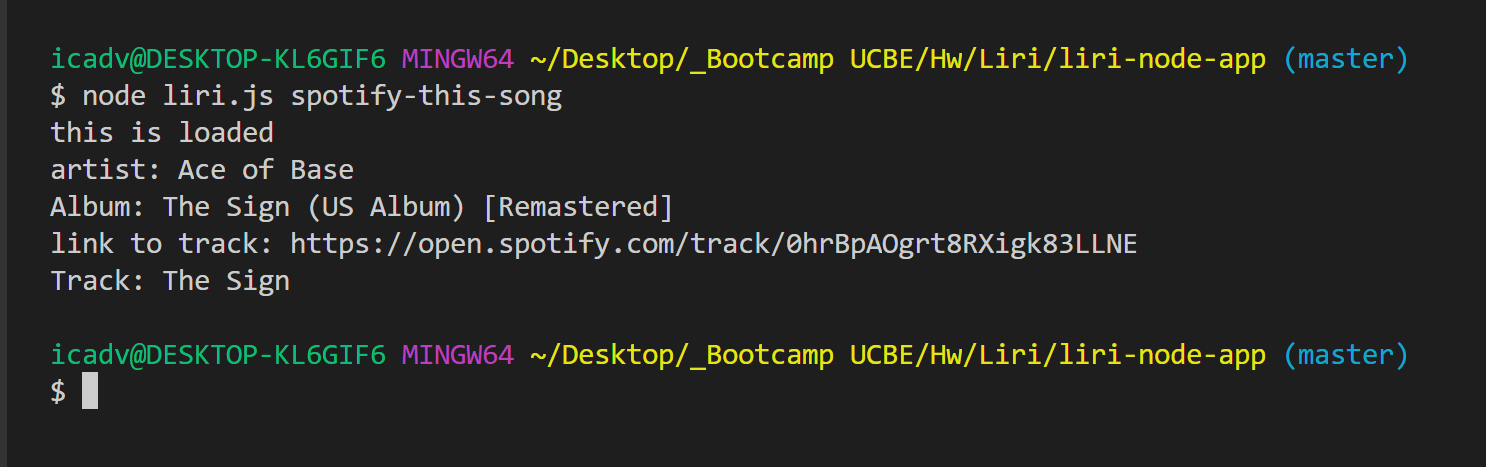 icadv@DESKTOP-KL6GIF6 MINGW64 ~/Desktop/_Bootcamp UCBE/Hw/Liri/liri-node-app (master)
$ node liri.js spotify-this-song
this is loaded
artist: Ace of Base
Album: The Sign (US Album) [Remastered]
link to track: https://open.spotify.com/track/0hrBpAOgrt8RXigk83LLNE
Track: The Sign
icadv@DESKTOP-KL6GIF6 MINGW64 ~/Desktop/_Bootcamp UCBE/Hw/Liri/liri-node-app (master)
$